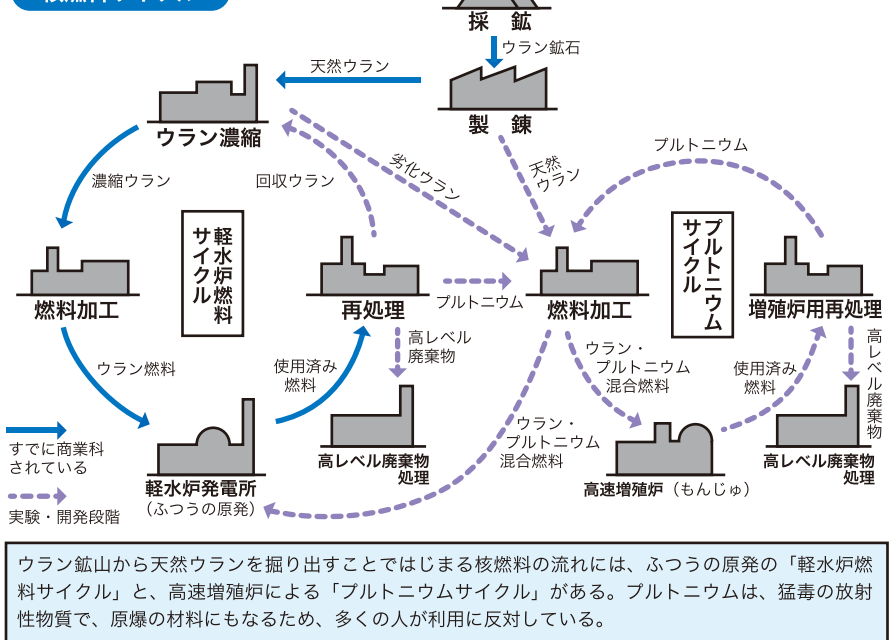 採 鉱
ウラン鉱石
天然ウラン
製 錬
ウラン濃縮
濃縮ウラン
回収ウラン
劣化ウラン
天然
ウラン
プルトニウム
軽水炉燃料
サイクル
プルトニウム
サイクル
燃料加工
再処理
プルトニウム
燃料加工
増殖炉用再処理
ウラン燃料
使用済み
燃料
高レベル
廃棄物
ウラン・
プルトニウム
混合燃料
使用済み
燃料
高レベル廃棄物
ウラン・
プルトニウム
混合燃料
すでに商業科
されている
実験・開発段階
軽水炉発電所
（ふつうの原発）
高レベル廃棄物
処理
高速増殖炉（もんじゅ）
高レベル廃棄物
処理
ウラン鉱山から天然ウランを掘り出すことではじまる核燃料の流れには、ふつうの原発の「軽水炉燃
料サイクル」と、高速増殖炉による「プルトニウムサイクル」がある。プルトニウムは、猛毒の放射
性物質で、原爆の材料にもなるため、多くの人が利用に反対している。